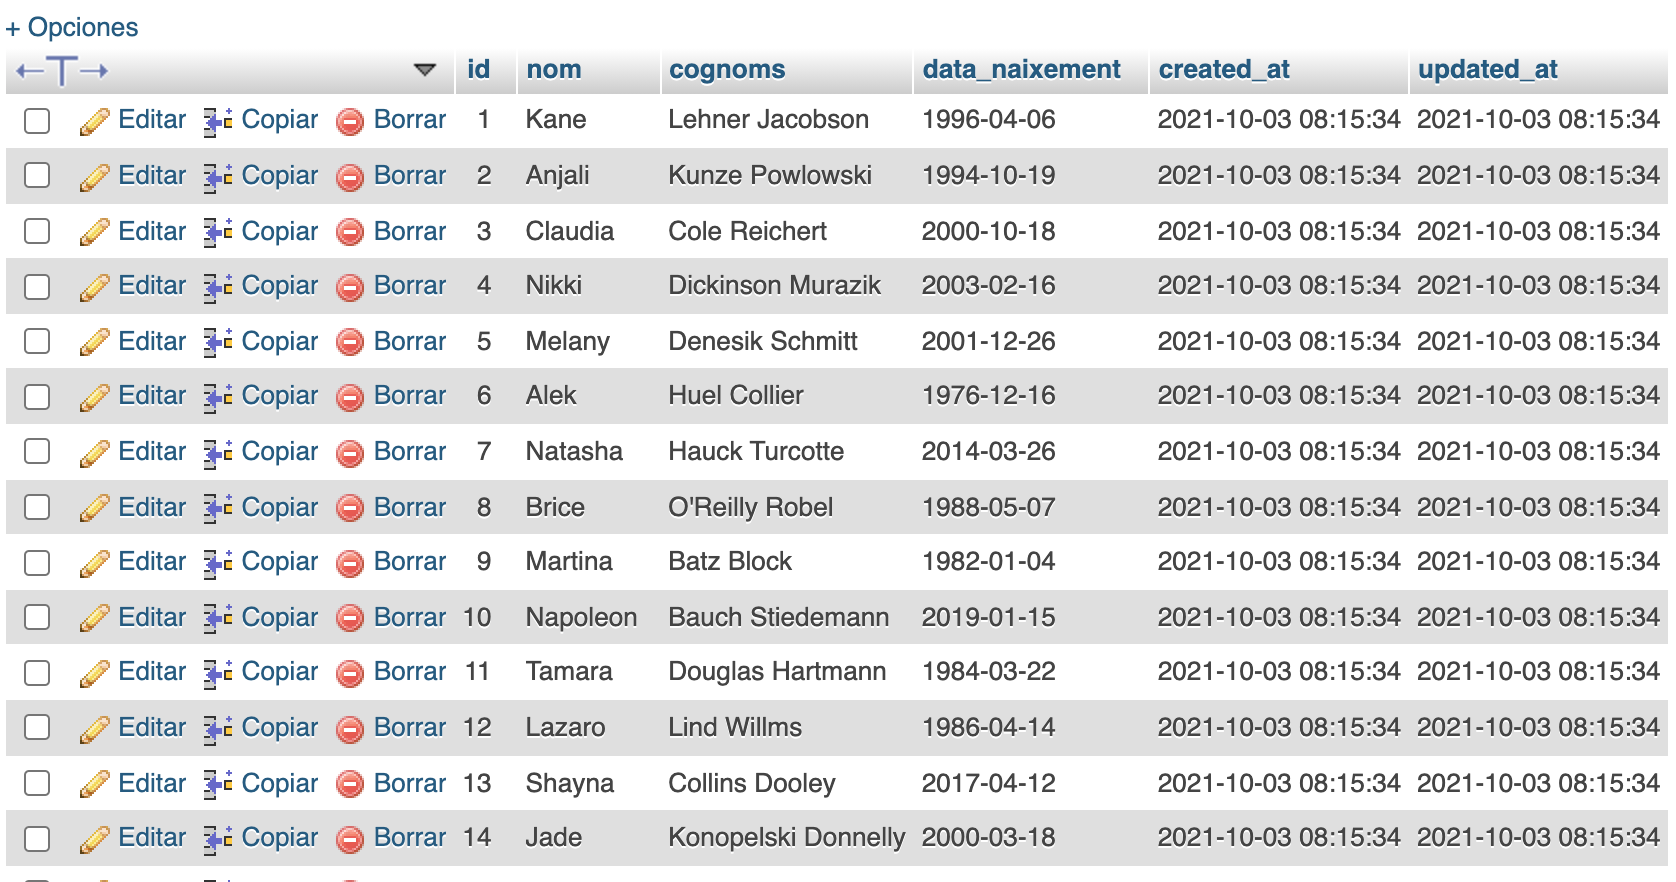 + Opciones
←T→ id nom cognoms data_naixement created_at updated_at
Editar Copiar Borrar 1 Kane Lehner Jacobson 1996-04-06 2021-10-03 08:15:34 2021-10-03 08:15:34
Editar Copiar Borrar 2 Anjali Kunze Powlowski 1994-10-19 2021-10-03 08:15:34 2021-10-03 08:15:34
Editar Copiar Borrar 3 Claudia Cole Reichert 2000-10-18 2021-10-03 08:15:34 2021-10-03 08:15:34
Editar Copiar Borrar 4 Nikki Dickinson Murazik 2003-02-16 2021-10-03 08:15:34 2021-10-03 08:15:34
Editar Copiar Borrar 5 Melany Denesik Schmitt 2001-12-26 2021-10-03 08:15:34 2021-10-03 08:15:34
Editar Copiar Borrar 6 Alek Huel Collier 1976-12-16 2021-10-03 08:15:34 2021-10-03 08:15:34
Editar Copiar Borrar 7 Natasha Hauck Turcotte 2014-03-26 2021-10-03 08:15:34 2021-10-03 08:15:34
Editar Copiar Borrar 8 Brice O'Reilly Robel 1988-05-07 2021-10-03 08:15:34 2021-10-03 08:15:34
Editar Copiar Borrar 9 Martina Batz Block 1982-01-04 2021-10-03 08:15:34 2021-10-03 08:15:34
Editar Copiar Borrar 10 Napoleon Bauch Stiedemann 2019-01-15 2021-10-03 08:15:34 2021-10-03 08:15:34
Editar Copiar Borrar 11 Tamara Douglas Hartmann 1984-03-22 2021-10-03 08:15:34 2021-10-03 08:15:34
Editar Copiar Borrar 12 Lazaro Lind Willms 1986-04-14 2021-10-03 08:15:34 2021-10-03 08:15:34
Editar Copiar Borrar 13 Shayna Collins Dooley 2017-04-12 2021-10-03 08:15:34 2021-10-03 08:15:34
Editar Copiar Borrar 14 Jade Konopelski Donnelly 2000-03-18 2021-10-03 08:15:34 2021-10-03 08:15:34